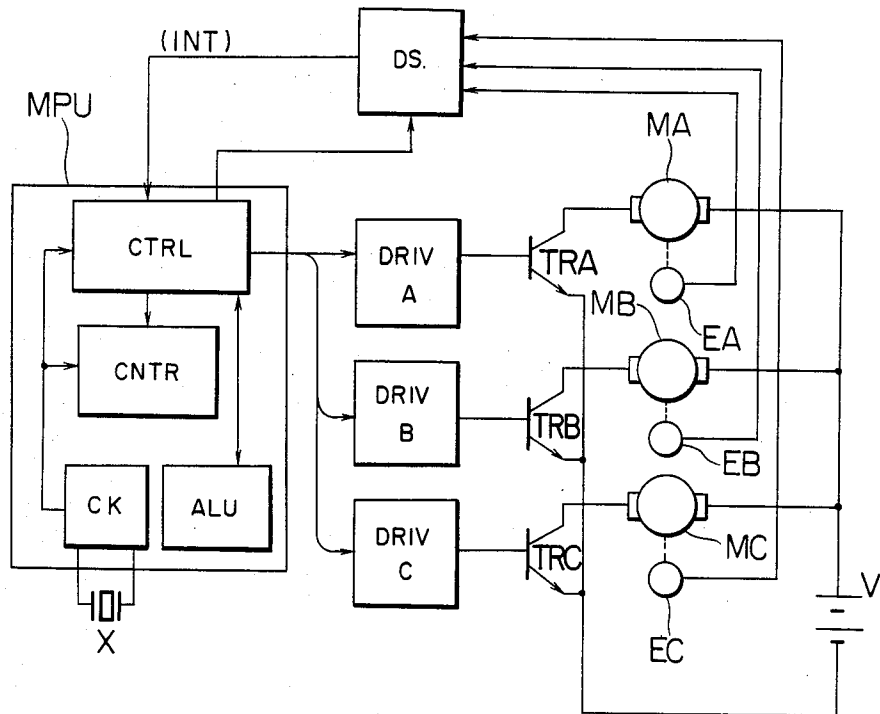 (INT)
DS.
MPU
MA
CTRL
DRIV
A
TRA
EA
MB
CNTR
DRIV
B
TRB
EB
CK
ALU
DRIV
C
TRC
MC
X
EC
V